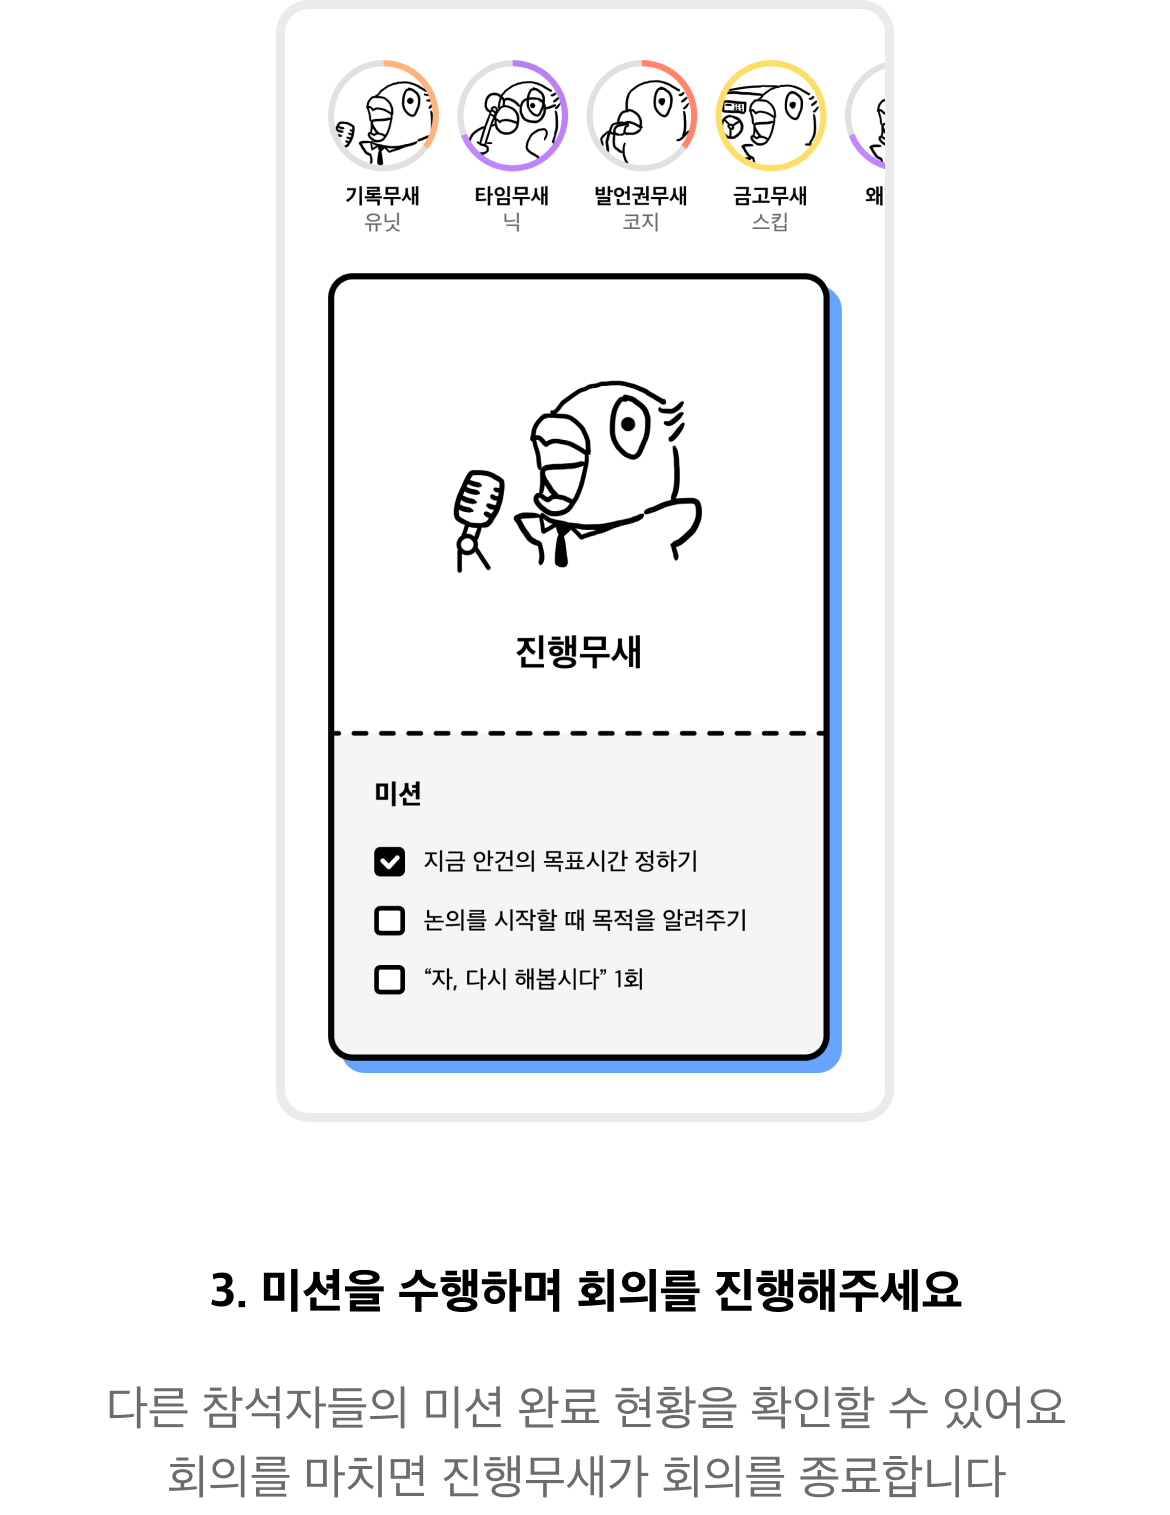 기록무새 타임무새 발언권무새 금고무새
유닛 닉 코지 스킵
진행무새
미션
지금 안건의 목표시간 정하기
논의를 시작할 때 목적을 알려주기
“자, 다시 해봅시다” 1회
3. 미션을 수행하며 회의를 진행해주세요
다른 참석자들의 미션 완료 현황을 확인할 수 있어요
회의를 마치면 진행무새가 회의를 종료합니다